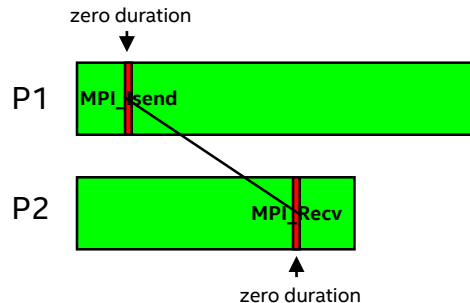 zero duration
P1
MPI_Isend
P2
MPI_Recv
zero duration